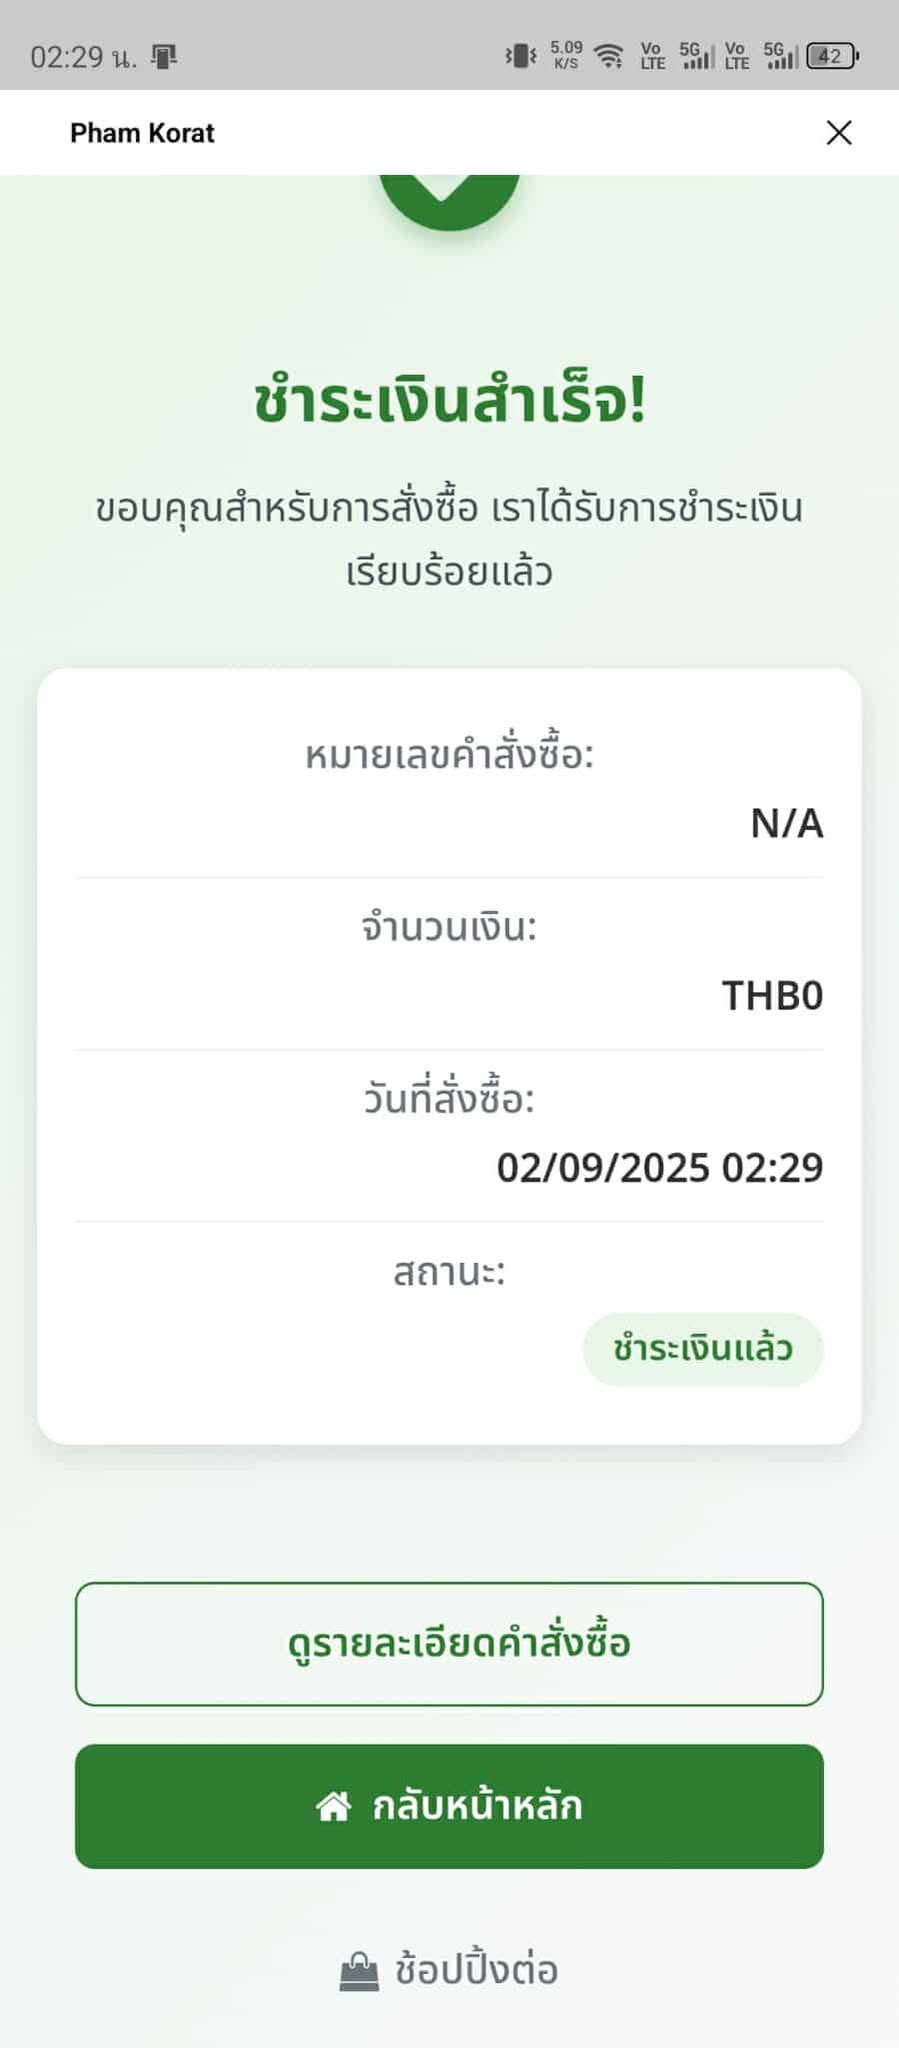 02:29 น.
5.09 K/S Vo LTE 5G Vo LTE 5G 42
Pham Korat
ชำระเงินสำเร็จ!
ขอบคุณสำหรับการสั่งซื้อ เราได้รับการชำระเงิน
เรียบร้อยแล้ว
หมายเลขคำสั่งซื้อ:
N/A
จำนวนเงิน:
THB0
วันที่สั่งซื้อ:
02/09/2025 02:29
สถานะ:
ชำระเงินแล้ว
ดูรายละเอียดคำสั่งซื้อ
กลับหน้าหลัก
ช้อปปิ้งต่อ